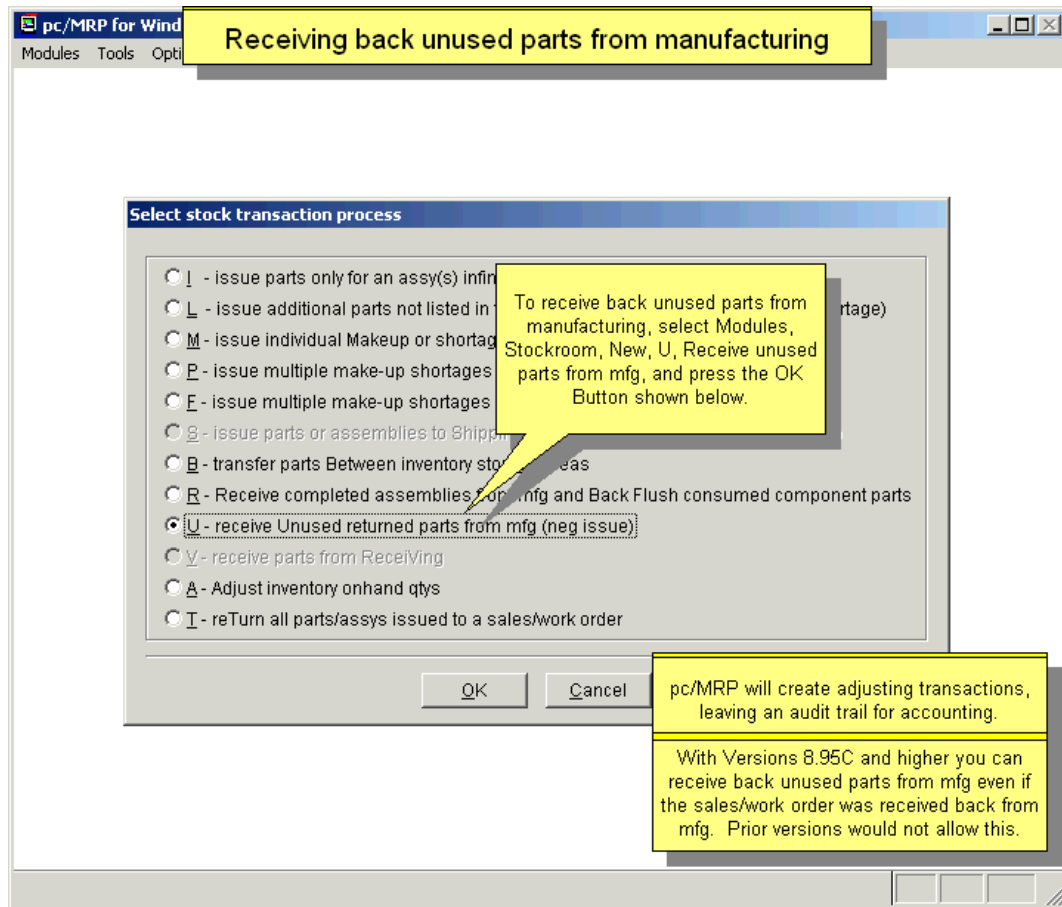 pc/MRP for Wind
Receiving back unused parts from manufacturing
Modules Tools Opti
Select stock transaction process
I - issue parts only for an assy(s) infin
L - issue additional parts not listed in rtage)
M - issue individual Makeup or shortag
P - issue multiple make-up shortages
F - issue multiple make-up shortages
S - issue parts or assemblies to Shippi
B - transfer parts Between inventory sto eas
R - Receive completed assemblies from mfg and Back Flush consumed component parts
U - receive Unused returned parts from mfg (neg issue)
V - receive parts from ReceiVing
A - Adjust inventory onhand qtys
T - reTurn all parts/assys issued to a sales/work order
To receive back unused parts from
manufacturing, select Modules,
Stockroom, New, U, Receive unused
parts from mfg, and press the OK
Button shown below.
OK Cancel
pc/MRP will create adjusting transactions,
leaving an audit trail for accounting.
With Versions 8.95C and higher you can
receive back unused parts from mfg even if
the sales/work order was received back from
mfg. Prior versions would not allow this.